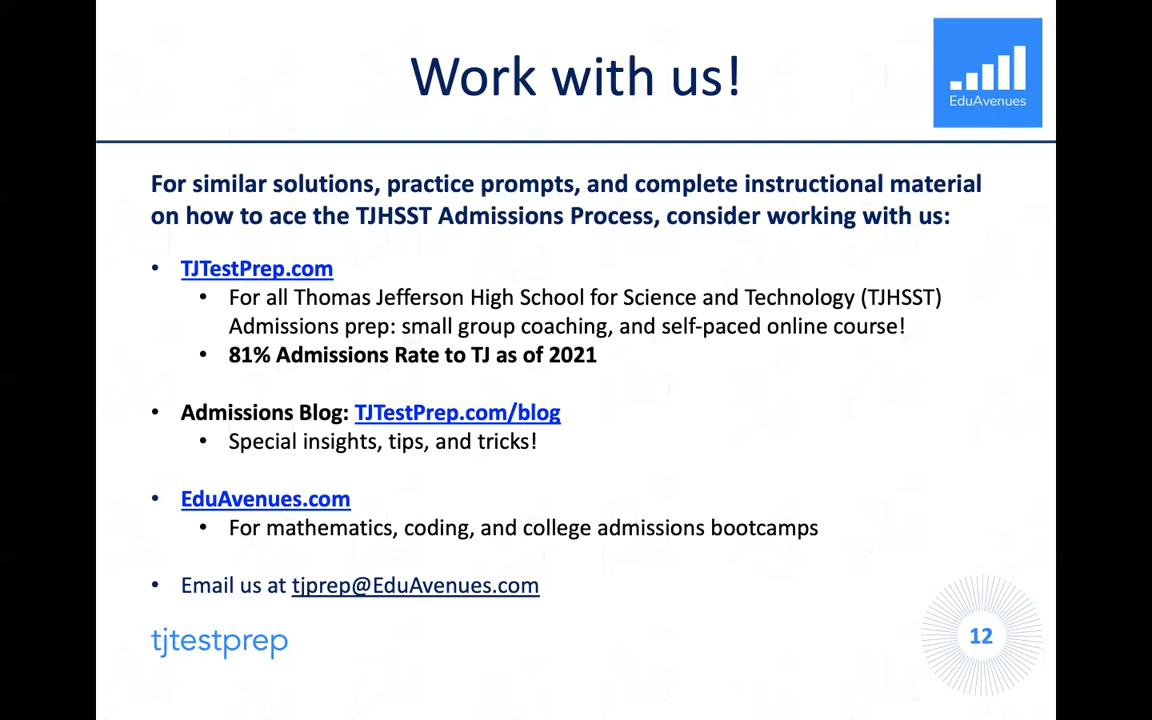 Work with us!
EduAvenues
For similar solutions, practice prompts, and complete instructional material
on how to ace the TJHSST Admissions Process, consider working with us:
• TJTestPrep.com
• For all Thomas Jefferson High School for Science and Technology (TJHSST)
Admissions prep: small group coaching, and self-paced online course!
• 81% Admissions Rate to TJ as of 2021
• Admissions Blog: TJTestPrep.com/blog
• Special insights, tips, and tricks!
• EduAvenues.com
• For mathematics, coding, and college admissions bootcamps
• Email us at tjprep@EduAvenues.com
tjtestprep
12